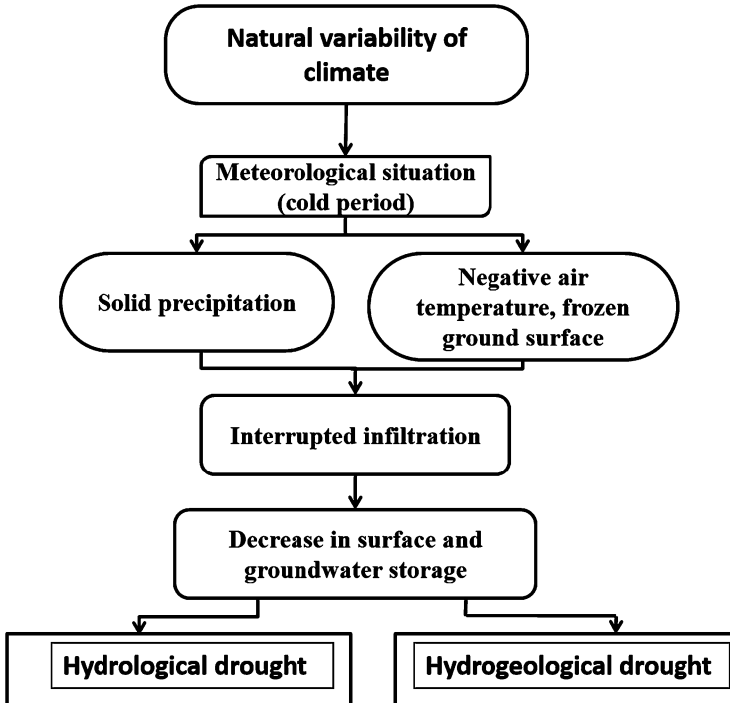 Natural variability of
climate
Meteorological situation
(cold period)
Solid precipitation
Negative air
temperature, frozen
ground surface
Interrupted infiltration
Decrease in surface and
groundwater storage
Hydrological drought
Hydrogeological drought